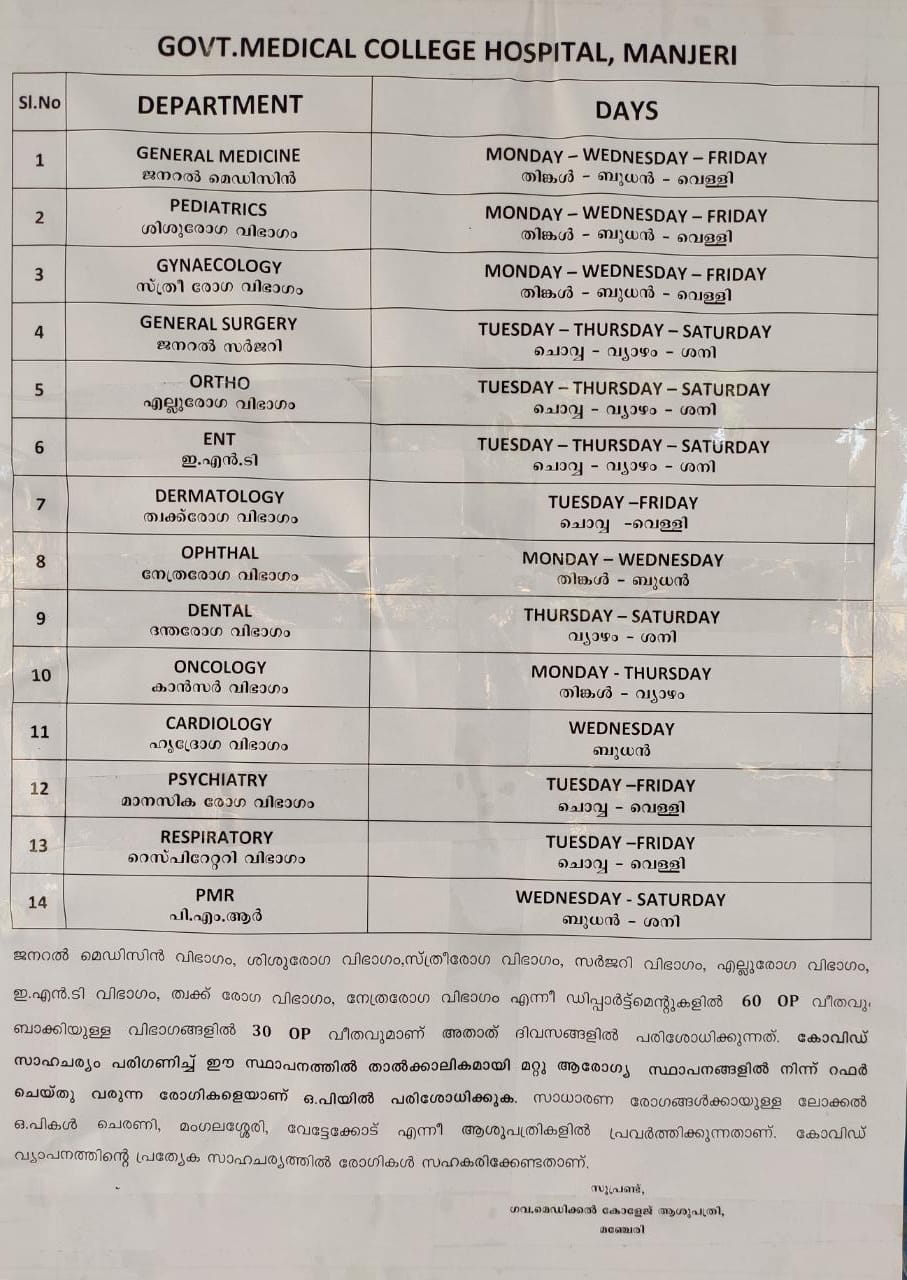 GOVT.MEDICAL COLLEGE HOSPITAL, MANJERI
Sl.No DEPARTMENT DAYS
1 GENERAL MEDICINE MONDAY – WEDNESDAY – FRIDAY
ജനറൽ മെഡിസിൻ തിങ്കൾ - ബുധൻ - വെള്ളി
2 PEDIATRICS MONDAY – WEDNESDAY – FRIDAY
ശിശുരോഗ വിഭാഗം തിങ്കൾ - ബുധൻ - വെള്ളി
3 GYNAECOLOGY MONDAY – WEDNESDAY – FRIDAY
സ്ത്രീ രോഗ വിഭാഗം തിങ്കൾ - ബുധൻ - വെള്ളി
4 GENERAL SURGERY TUESDAY – THURSDAY – SATURDAY
ജനറൽ സർജറി ചൊവ്വ - വ്യാഴം - ശനി
5 ORTHO TUESDAY – THURSDAY – SATURDAY
എല്ലുരോഗ വിഭാഗം ചൊവ്വ - വ്യാഴം - ശനി
6 ENT TUESDAY – THURSDAY – SATURDAY
ഇ.എൻ.ടി ചൊവ്വ - വ്യാഴം - ശനി
7 DERMATOLOGY TUESDAY –FRIDAY
ത്വക്ക്‌രോഗ വിഭാഗം ചൊവ്വ -വെള്ളി
8 OPHTHAL MONDAY – WEDNESDAY
നേത്രരോഗ വിഭാഗം തിങ്കൾ - ബുധൻ
9 DENTAL THURSDAY – SATURDAY
ദന്തരോഗ വിഭാഗം വ്യാഴം - ശനി
10 ONCOLOGY MONDAY - THURSDAY
കാൻസർ വിഭാഗം തിങ്കൾ - വ്യാഴം
11 CARDIOLOGY WEDNESDAY
ഹൃദ്രോഗ വിഭാഗം ബുധൻ
12 PSYCHIATRY TUESDAY –FRIDAY
മാനസിക രോഗ വിഭാഗം ചൊവ്വ - വെള്ളി
13 RESPIRATORY TUESDAY –FRIDAY
റെസ്പിറേറ്ററി വിഭാഗം ചൊവ്വ - വെള്ളി
14 PMR WEDNESDAY - SATURDAY
പി.എം.ആർ ബുധൻ - ശനി
ജനറൽ മെഡിസിൻ വിഭാഗം, ശിശുരോഗ വിഭാഗം,സ്ത്രീരോഗ വിഭാഗം, സർജറി വിഭാഗം, എല്ലുരോഗ വിഭാഗം,
ഇ.എൻ.ടി വിഭാഗം, ത്വക്ക് രോഗ വിഭാഗം, നേത്രരോഗ വിഭാഗം എന്നീ ഡിപ്പാർട്ട്മെന്റുകളിൽ 60 OP വീതവും
ബാക്കിയുള്ള വിഭാഗങ്ങളിൽ 30 OP വീതവുമാണ് അതാത് ദിവസങ്ങളിൽ പരിശോധിക്കുന്നത്. കോവിഡ്
സാഹചര്യം പരിഗണിച്ച് ഈ സ്ഥാപനത്തിൽ താൽക്കാലികമായി മറ്റു ആരോഗ്യ സ്ഥാപനങ്ങളിൽ നിന്ന് റഫർ
ചെയ്തു വരുന്ന രോഗികളെയാണ് ഒ.പിയിൽ പരിശോധിക്കുക. സാധാരണ രോഗങ്ങൾക്കായുള്ള ലോക്കൽ
ഒ.പികൾ ചെരണി, മംഗലശ്ശേരി, വേട്ടേക്കോട് എന്നീ ആശുപത്രികളിൽ പ്രവർത്തിക്കുന്നതാണ്. കോവിഡ്
വ്യാപനത്തിന്റെ പ്രത്യേക സാഹചര്യത്തിൽ രോഗികൾ സഹകരിക്കേണ്ടതാണ്.
സൂപ്രണ്ട്,
ഗവ.മെഡിക്കൽ കോളേജ് ആശുപത്രി,
മഞ്ചേരി